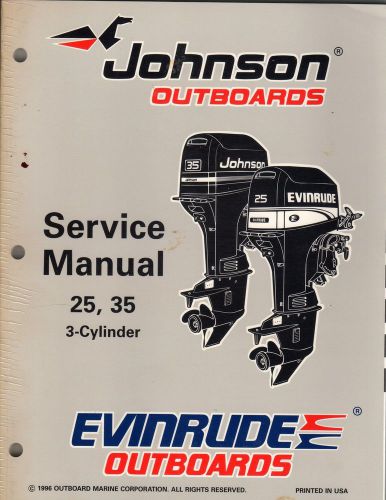 Johnson®
OUTBOARDS
35
Johnson
25
EVINRUDE
Service
Manual
25, 35
3-Cylinder
EVINRUDE®
OUTBOARDS
© 1996 OUTBOARD MARINE CORPORATION. ALL RIGHTS RESERVED.
PRINTED IN USA